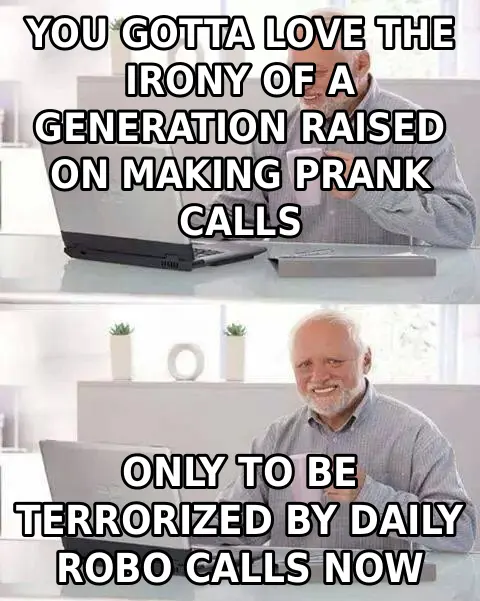 YOU GOTTA LOVE THE
IRONY OF A
GENERATION RAISED
ON MAKING PRANK
CALLS
ONLY TO BE
TERRORIZED BY DAILY
ROBO CALLS NOW